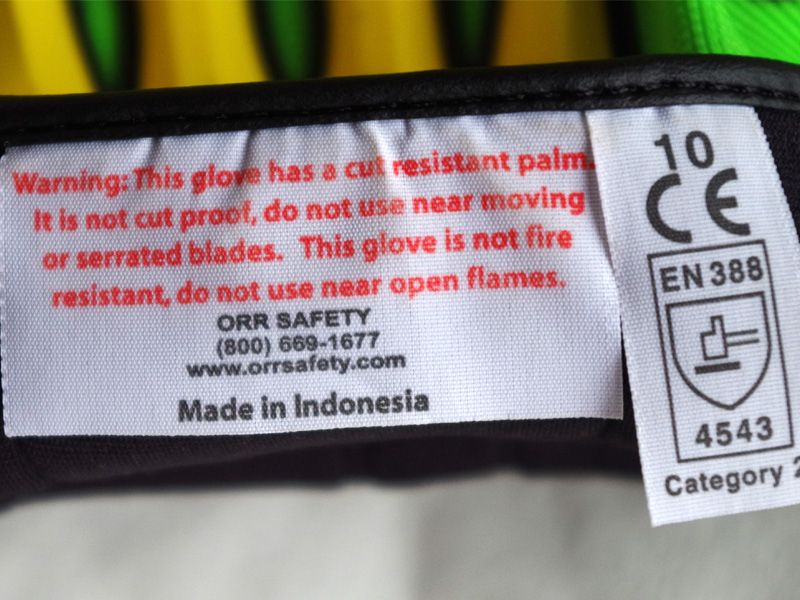 Warning: This glove has a cut resistant palm.
It is not cut proof, do not use near moving
or serrated blades. This glove is not fire
resistant, do not use near open flames.
ORR SAFETY
(800) 669-1677
www.orrsafety.com
Made in Indonesia
10
CE
EN 388
4543
Category 2